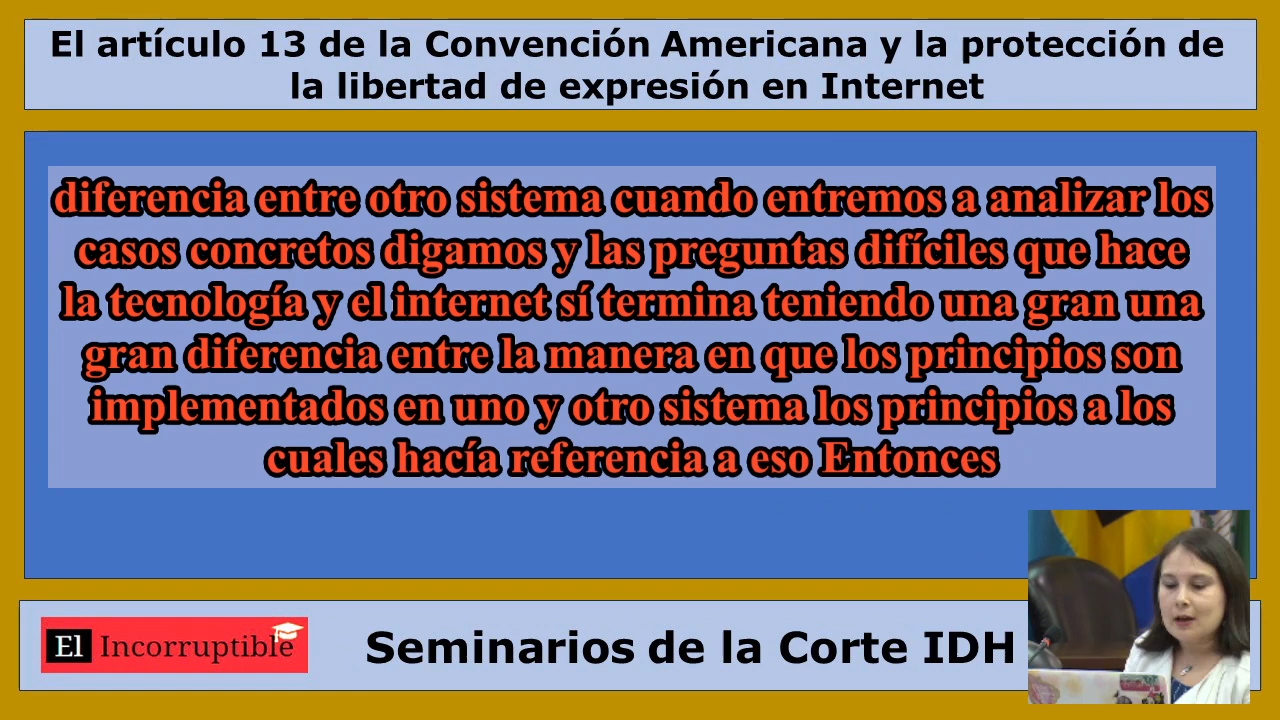 El artículo 13 de la Convención Americana y la protección de
la libertad de expresión en Internet
diferencia entre otro sistema cuando entremos a analizar los
casos concretos digamos y las preguntas difíciles que hace
la tecnología y el internet sí termina teniendo una gran una
gran diferencia entre la manera en que los principios son
implementados en uno y otro sistema los principios a los
cuales hacía referencia a eso Entonces
El Incorruptible
Seminarios de la Corte IDH